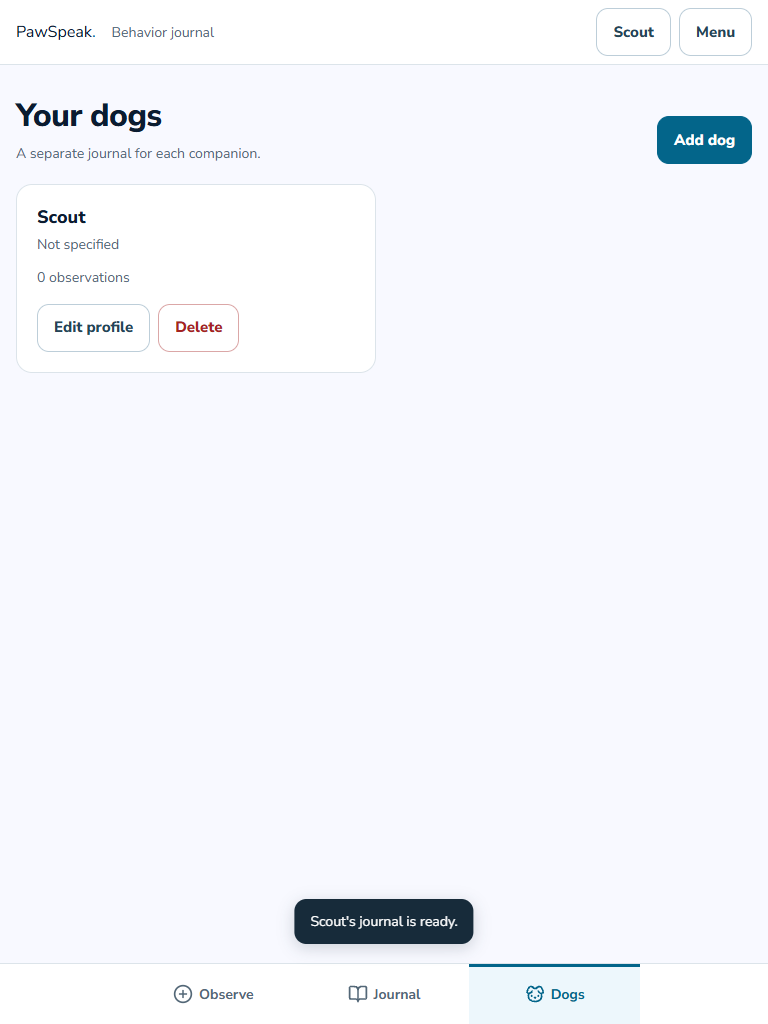 PawSpeak. Behavior journal Scout Menu
Your dogs
A separate journal for each companion.
Add dog
Scout
Not specified
0 observations
Edit profile Delete
Scout's journal is ready.
Observe Journal Dogs